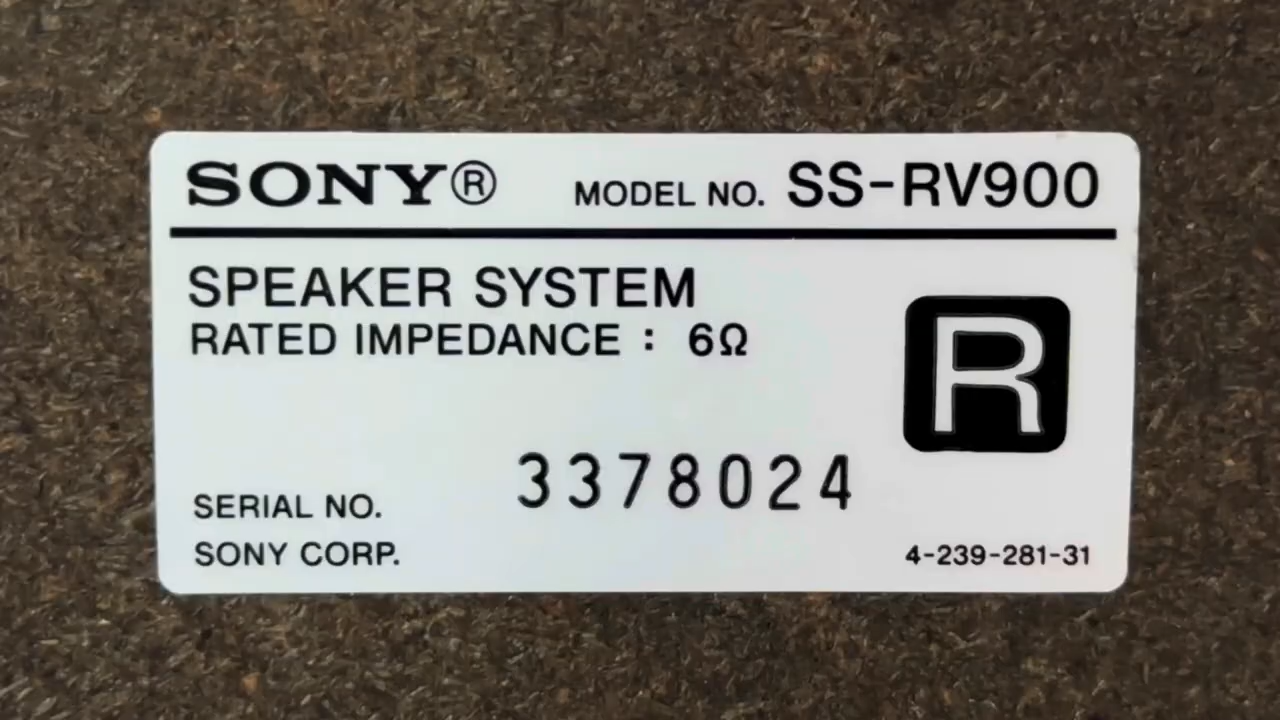 SONY® MODEL NO. SS-RV900
SPEAKER SYSTEM
RATED IMPEDANCE : 6Ω
R
3378024
SERIAL NO.
SONY CORP.
4-239-281-31